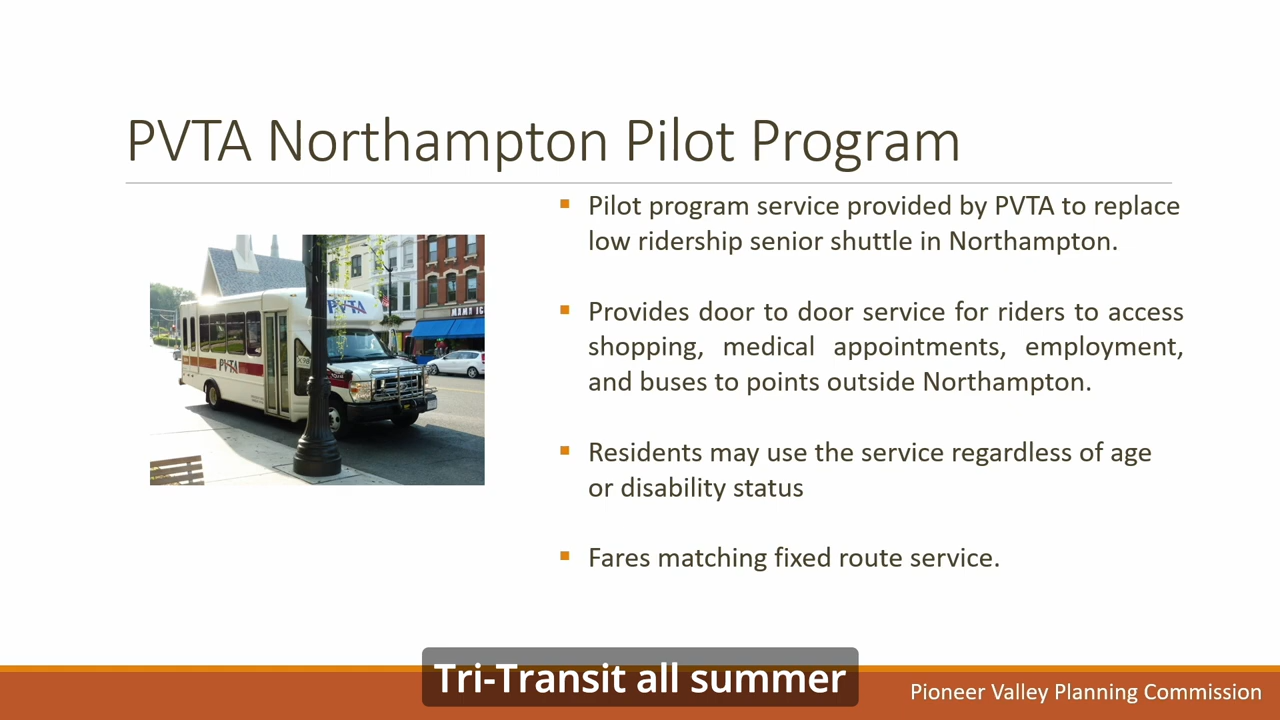 PVTA Northampton Pilot Program
Pilot program service provided by PVTA to replace
low ridership senior shuttle in Northampton.
Provides door to door service for riders to access
shopping, medical appointments, employment,
and buses to points outside Northampton.
Residents may use the service regardless of age
or disability status
Fares matching fixed route service.
PVTA
PVTA
Tri-Transit all summer
Pioneer Valley Planning Commission